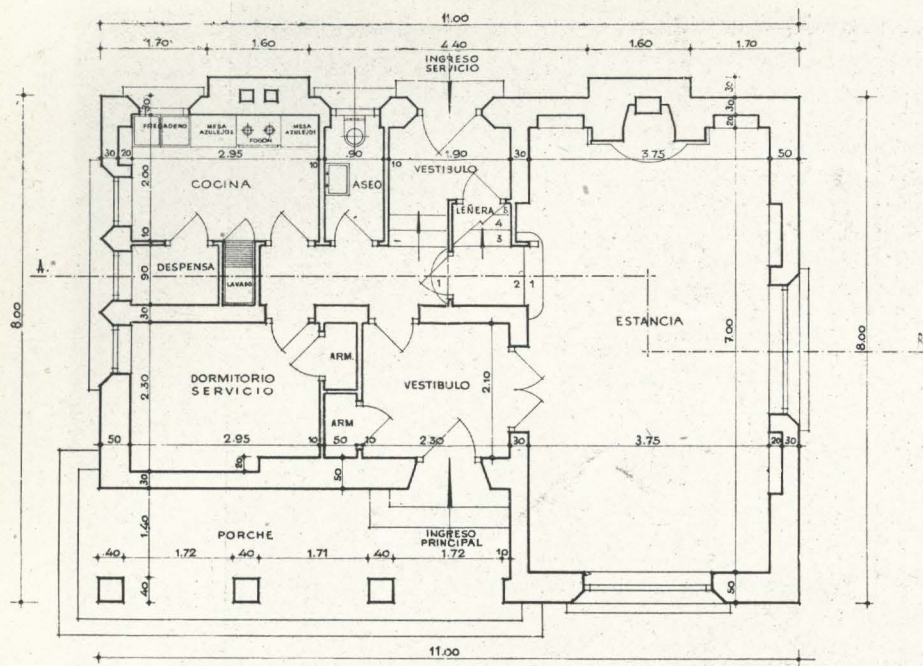 11.00
1.70 1.60 4.40 1.60 1.70
INGRESO
SERVICIO
30 30
30 20
FREGADERO MESA
AZULEJOS FOGON MESA
AZULEJOS
30 20 2.95 10 .90 10 1.90 30 3.75 50
2.00 COCINA ASEO VESTIBULO
LEÑERA 5
4
3
10
A. DESPENSA LAVADO 90 1 2 1
8.00 ESTANCIA 7.00 8.00
30
DORMITORIO
SERVICIO ARM. VESTIBULO 2.10
2.30
ARM
50 2.95 10 50 10 2.30 30 3.75 20 30
20 30 50
PORCHE INGRESO
PRINCIPAL
1.40
.40 1.72 .40 1.71 .40 1.72 10
.40 50
11.00